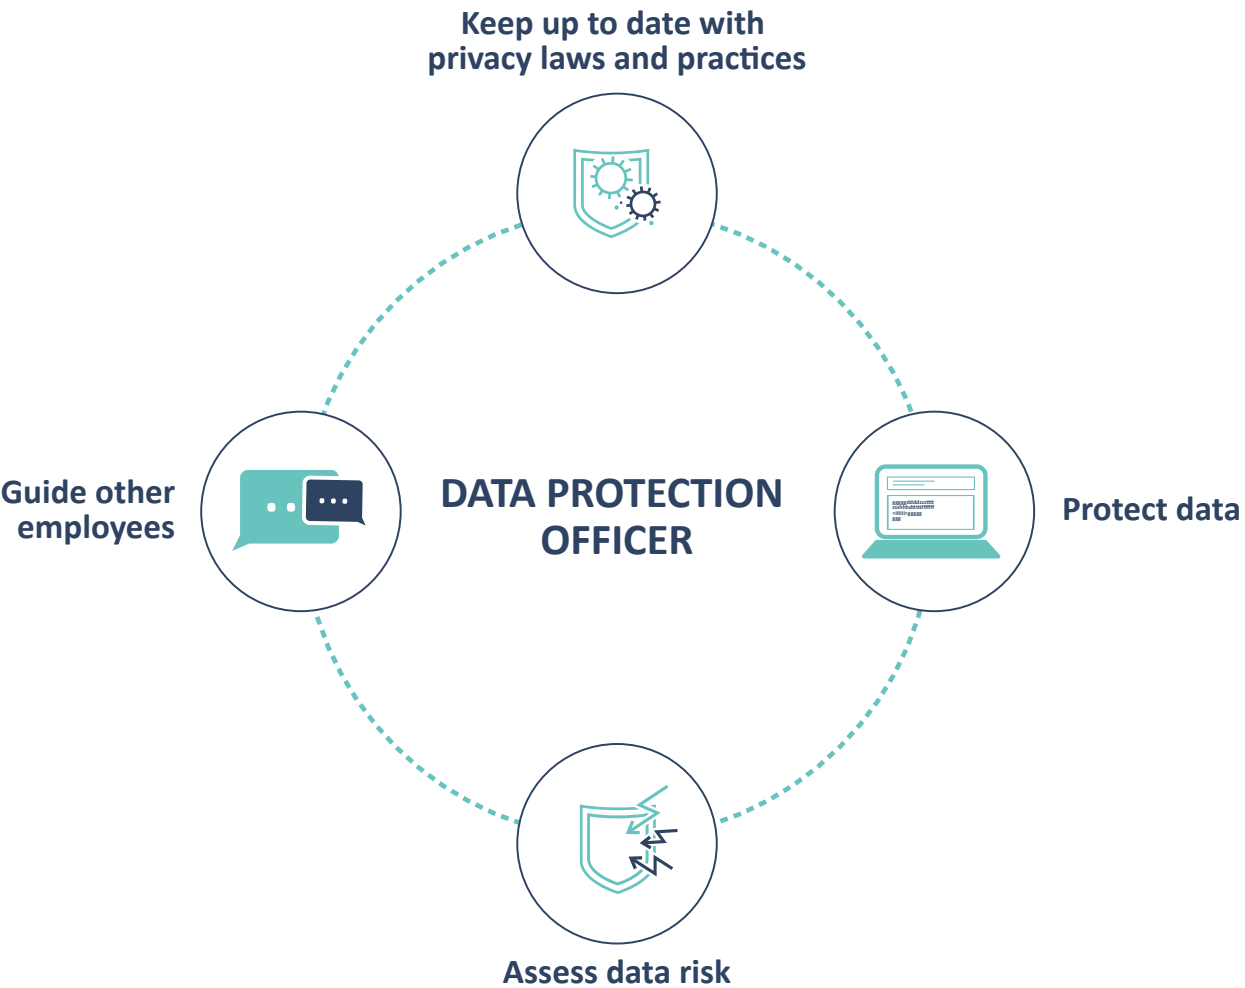 Keep up to date with
privacy laws and practices
Guide other
employees
DATA PROTECTION
OFFICER
Protect data
Assess data risk